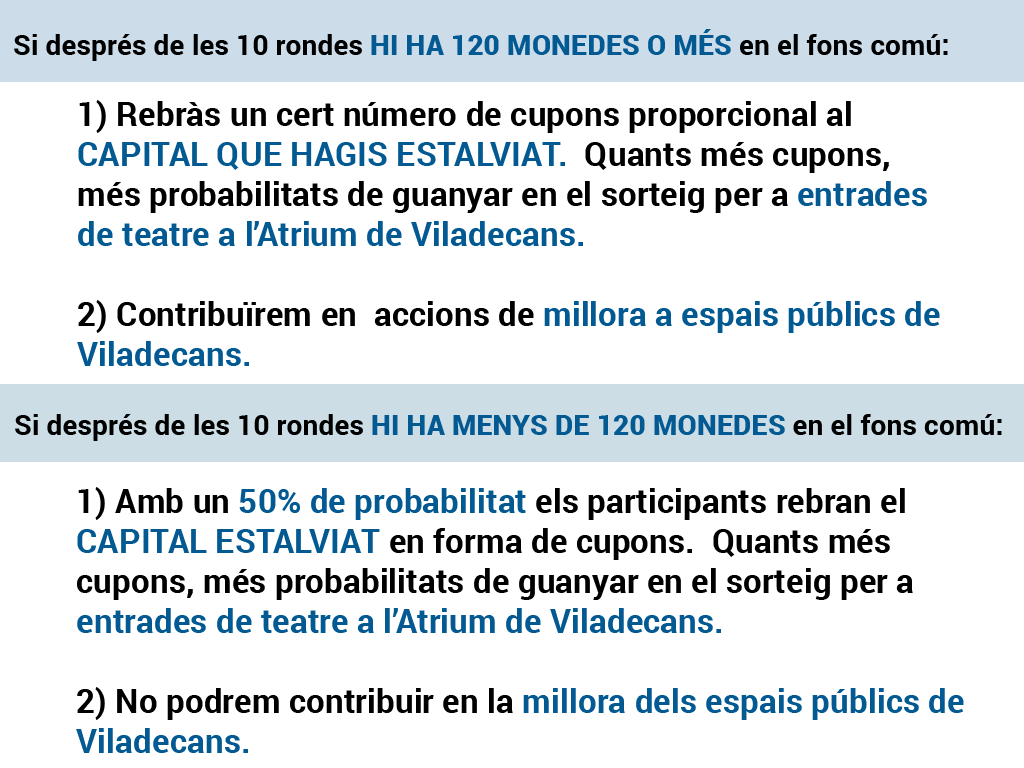 Si després de les 10 rondes HI HA 120 MONEDES O MÉS en el fons comú:
1) Rebràs un cert número de cupons proporcional al
CAPITAL QUE HAGIS ESTALVIAT. Quants més cupons,
més probabilitats de guanyar en el sorteig per a entrades
de teatre a l'Atrium de Viladecans.
2) Contribuïrem en accions de millora a espais públics de
Viladecans.
Si després de les 10 rondes HI HA MENYS DE 120 MONEDES en el fons comú:
1) Amb un 50% de probabilitat els participants rebran el
CAPITAL ESTALVIAT en forma de cupons. Quants més
cupons, més probabilitats de guanyar en el sorteig per a
entrades de teatre a l'Atrium de Viladecans.
2) No podrem contribuir en la millora dels espais públics de
Viladecans.